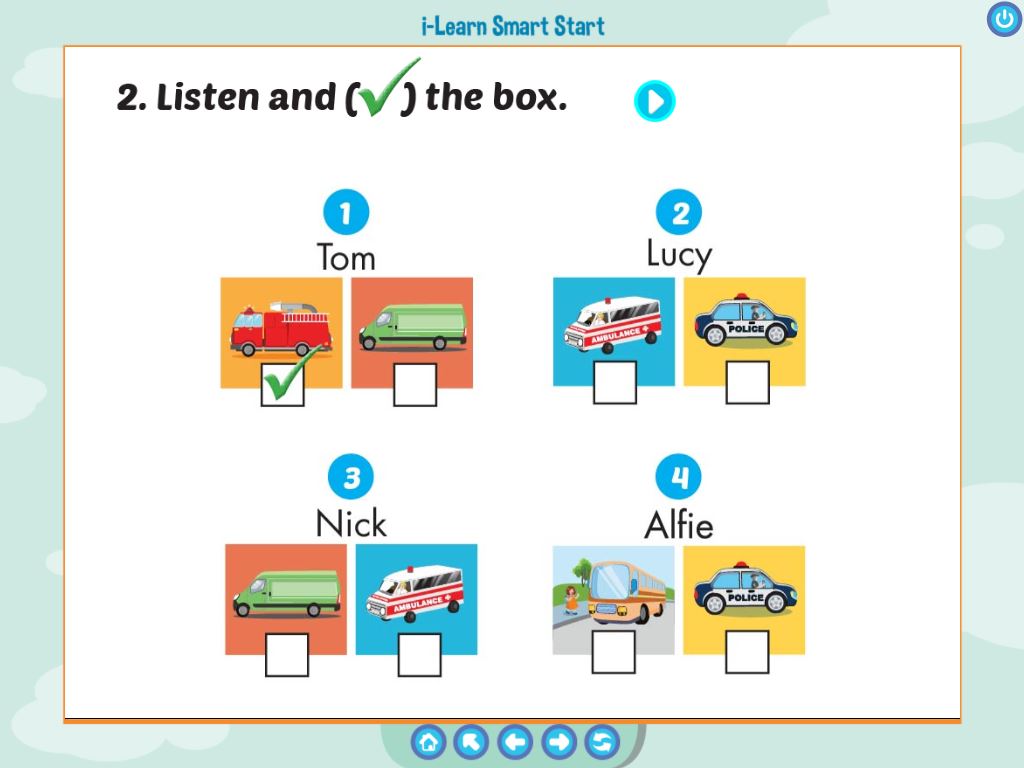 i-Learn Smart Start
2. Listen and (✓) the box.
1
2
Tom
Lucy
AMBULANCE
POLICE
3
4
Nick
Alfie
AMBULANCE
POLICE